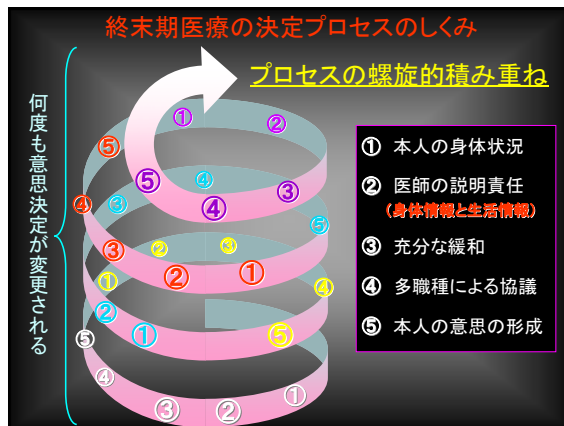 終末期医療の決定プロセスのしくみ
プロセスの螺旋的積み重ね
何度も意思決定が変更される
① 本人の身体状況
② 医師の説明責任
(身体情報と生活情報)
③ 充分な緩和
④ 多職種による協議
⑤ 本人の意思の形成
① ②
⑤
⑤ ④ ③
④
④ ③ ⑤
③ ② ①
② ③
① ④
② ① ⑤
⑤
④ ③ ② ①